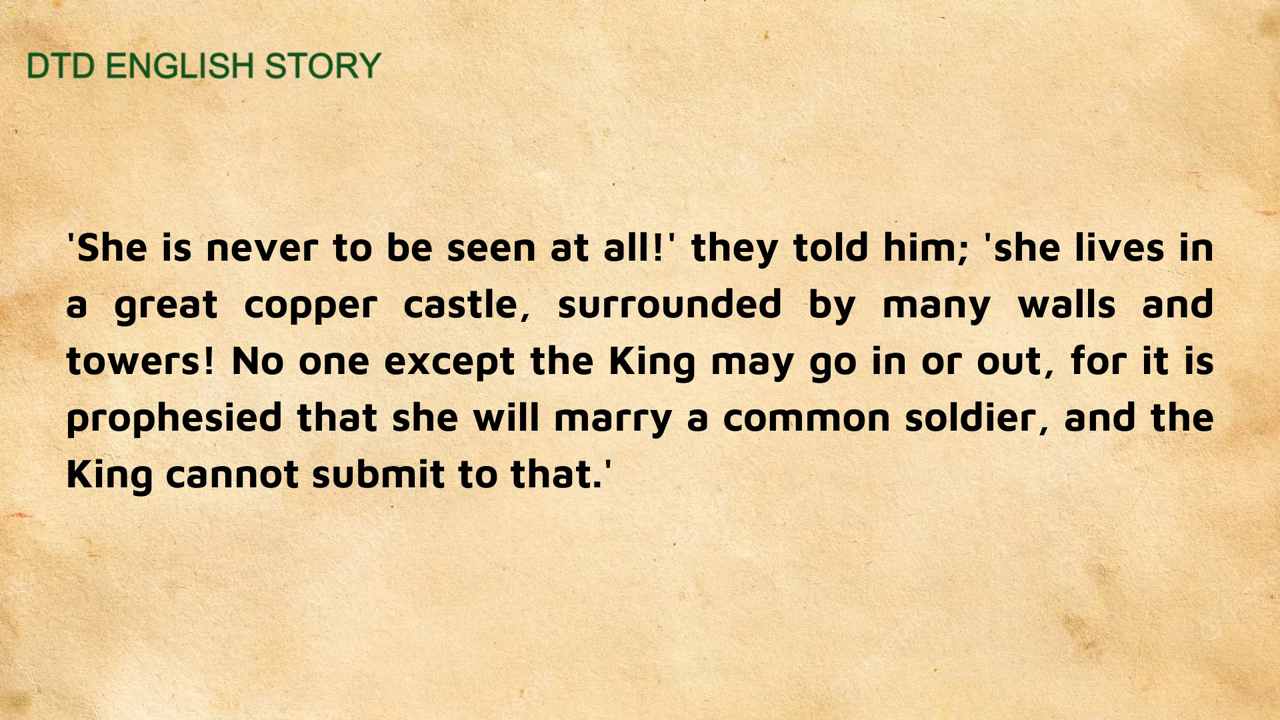 DTD ENGLISH STORY
'She is never to be seen at all!' they told him; 'she lives in
a great copper castle, surrounded by many walls and
towers! No one except the King may go in or out, for it is
prophesied that she will marry a common soldier, and the
King cannot submit to that.'